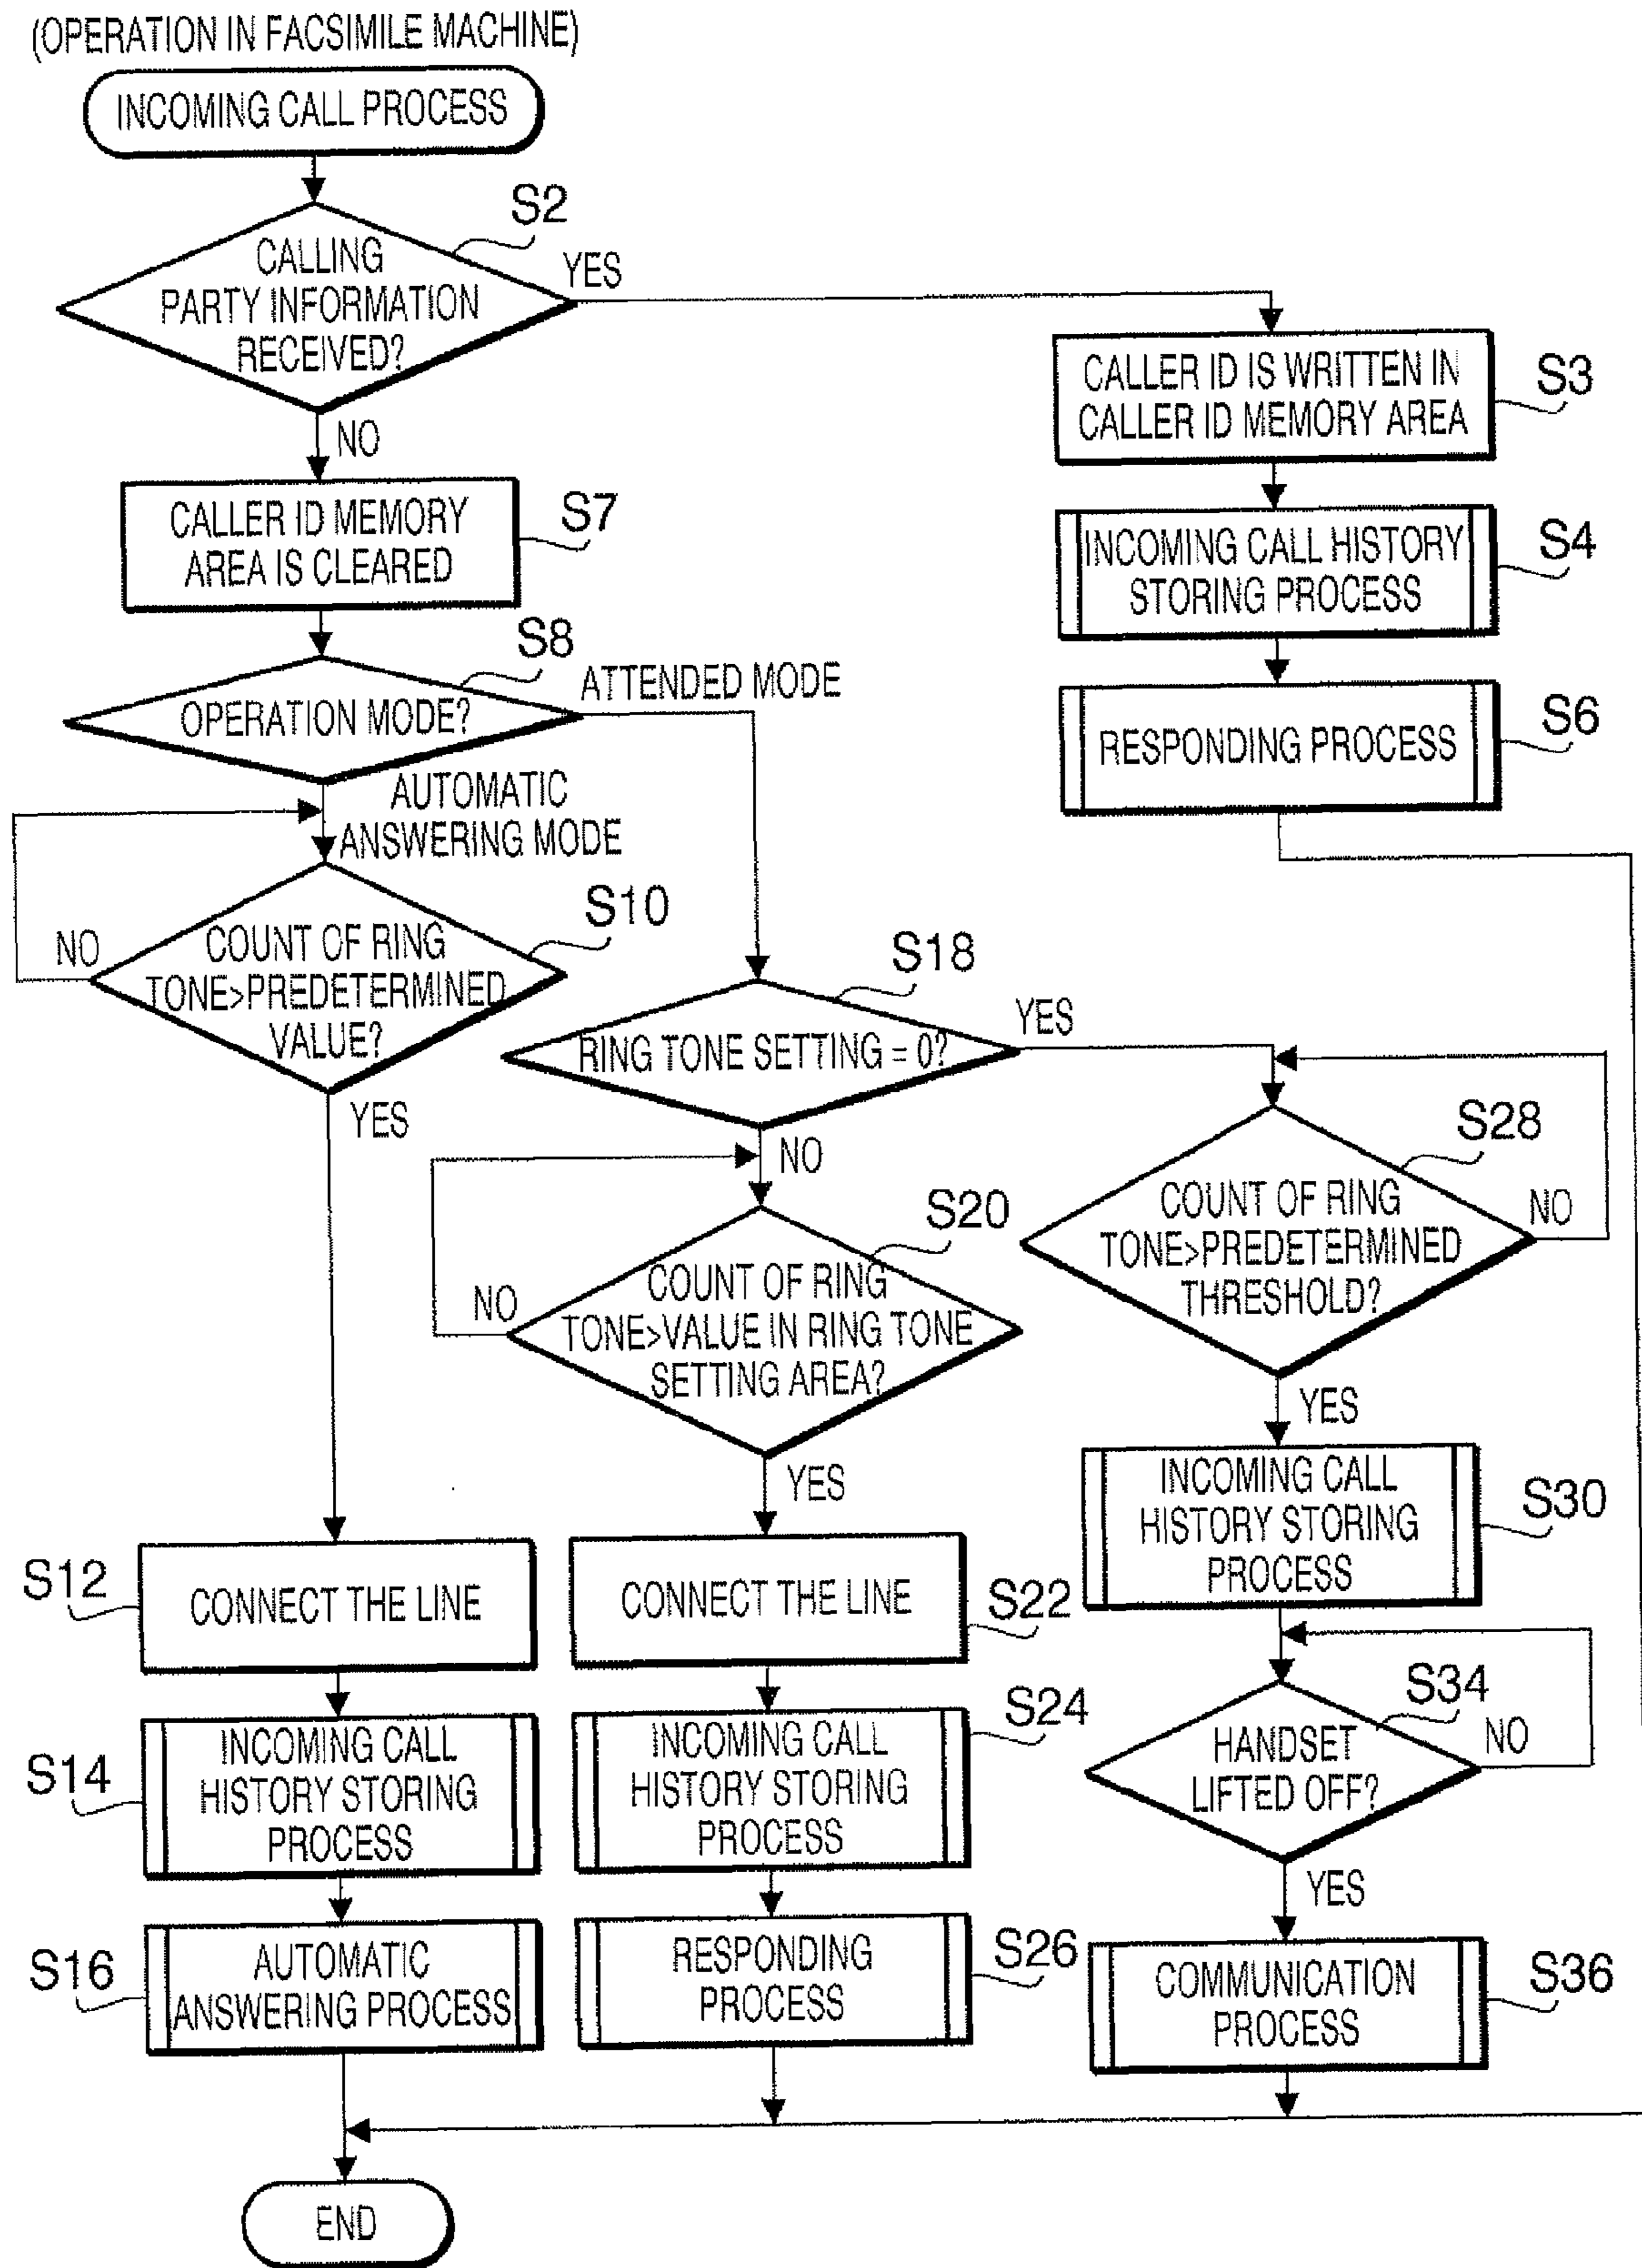 (OPERATION IN FACSIMILE MACHINE)
INCOMING CALL PROCESS
S2
CALLING
PARTY INFORMATION
RECEIVED?
YES
NO
CALLER ID IS WRITTEN IN
CALLER ID MEMORY AREA
S3
CALLER ID MEMORY
AREA IS CLEARED
S7
INCOMING CALL HISTORY
STORING PROCESS
S4
S8
OPERATION MODE?
ATTENDED MODE
RESPONDING PROCESS
S6
AUTOMATIC
ANSWERING MODE
S10
COUNT OF RING
TONE>PREDETERMINED
VALUE?
NO
YES
S18
RING TONE SETTING = 0?
YES
NO
S28
COUNT OF RING
TONE>PREDETERMINED
THRESHOLD?
NO
YES
S20
COUNT OF RING
TONE>VALUE IN RING TONE
SETTING AREA?
NO
YES
INCOMING CALL
HISTORY STORING
PROCESS
S30
S12
CONNECT THE LINE
CONNECT THE LINE
S22
S34
HANDSET
LIFTED OFF?
NO
YES
S14
INCOMING CALL
HISTORY STORING
PROCESS
INCOMING CALL
HISTORY STORING
PROCESS
S24
S16
AUTOMATIC
ANSWERING PROCESS
RESPONDING
PROCESS
S26
COMMUNICATION
PROCESS
S36
END